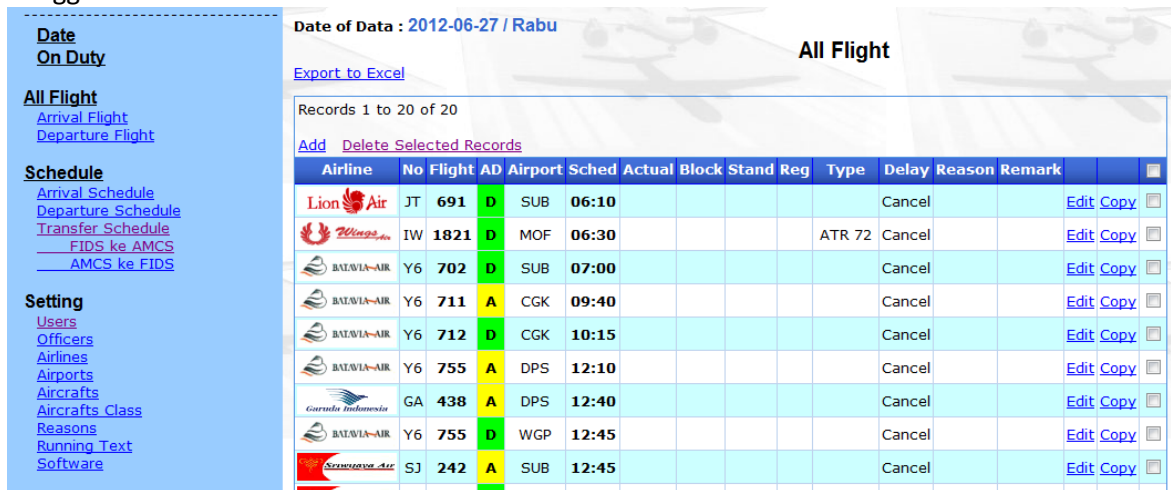 Date
On Duty
All Flight
Arrival Flight
Departure Flight
Schedule
Arrival Schedule
Departure Schedule
Transfer Schedule
FIDS ke AMCS
AMCS ke FIDS
Setting
Users
Officers
Airlines
Airports
Aircrafts
Aircrafts Class
Reasons
Running Text
Software
Date of Data : 2012-06-27 / Rabu
All Flight
Export to Excel
Records 1 to 20 of 20
Add Delete Selected Records
Airline No Flight AD Airport Sched Actual Block Stand Reg Type Delay Reason Remark
Lion Air JT 691 D SUB 06:10 Cancel Edit Copy
Wings Air IW 1821 D MOF 06:30 ATR 72 Cancel Edit Copy
BATAVIA AIR Y6 702 D SUB 07:00 Cancel Edit Copy
BATAVIA AIR Y6 711 A CGK 09:40 Cancel Edit Copy
BATAVIA AIR Y6 712 D CGK 10:15 Cancel Edit Copy
BATAVIA AIR Y6 755 A DPS 12:10 Cancel Edit Copy
Garuda Indonesia GA 438 A DPS 12:40 Cancel Edit Copy
BATAVIA AIR Y6 755 D WGP 12:45 Cancel Edit Copy
Sriwijaya Air SJ 242 A SUB 12:45 Cancel Edit Copy